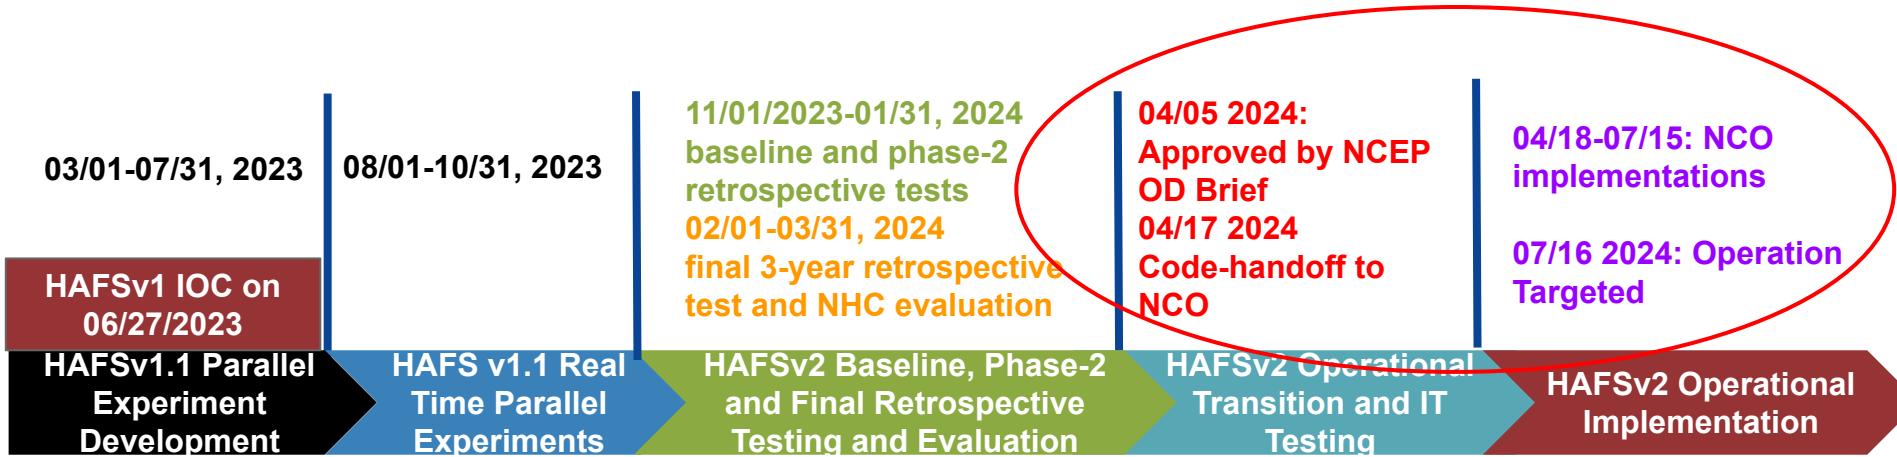 03/01-07/31, 2023
HAFSv1 IOC on
06/27/2023
HAFSv1.1 Parallel
Experiment
Development
08/01-10/31, 2023
HAFS v1.1 Real
Time Parallel
Experiments
11/01/2023-01/31, 2024
baseline and phase-2
retrospective tests
02/01-03/31, 2024
final 3-year retrospective
test and NHC evaluation
HAFSv2 Baseline, Phase-2
and Final Retrospective
Testing and Evaluation
04/05 2024:
Approved by NCEP
OD Brief
04/17 2024
Code-handoff to
NCO
HAFSv2 Operational
Transition and IT
Testing
04/18-07/15: NCO
implementations
07/16 2024: Operation
Targeted
HAFSv2 Operational
Implementation